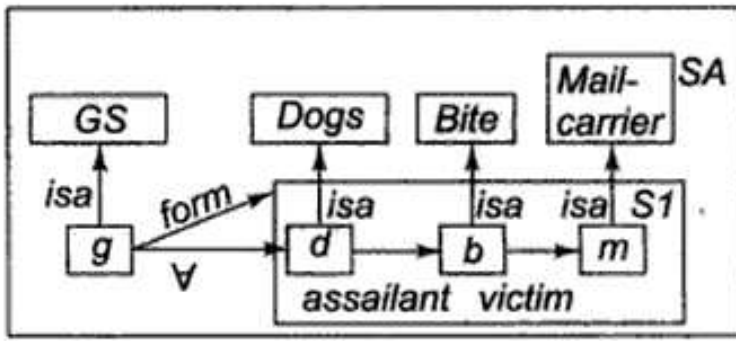 GS
Dogs
Bite
Mail-
carrier
SA
isa
form
isa
isa
isa
S1
g
∀
d
b
m
assailant victim